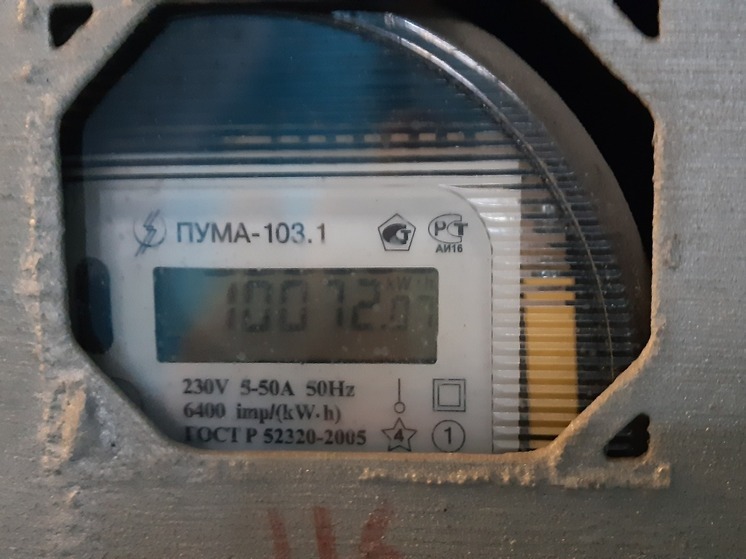 ПУМА-103.1
РСТ
АИ16
kW·h
10072.07
230V 5-50A 50Hz
6400 imp/(kW·h)
ГОСТ Р 52320-2005
4
1